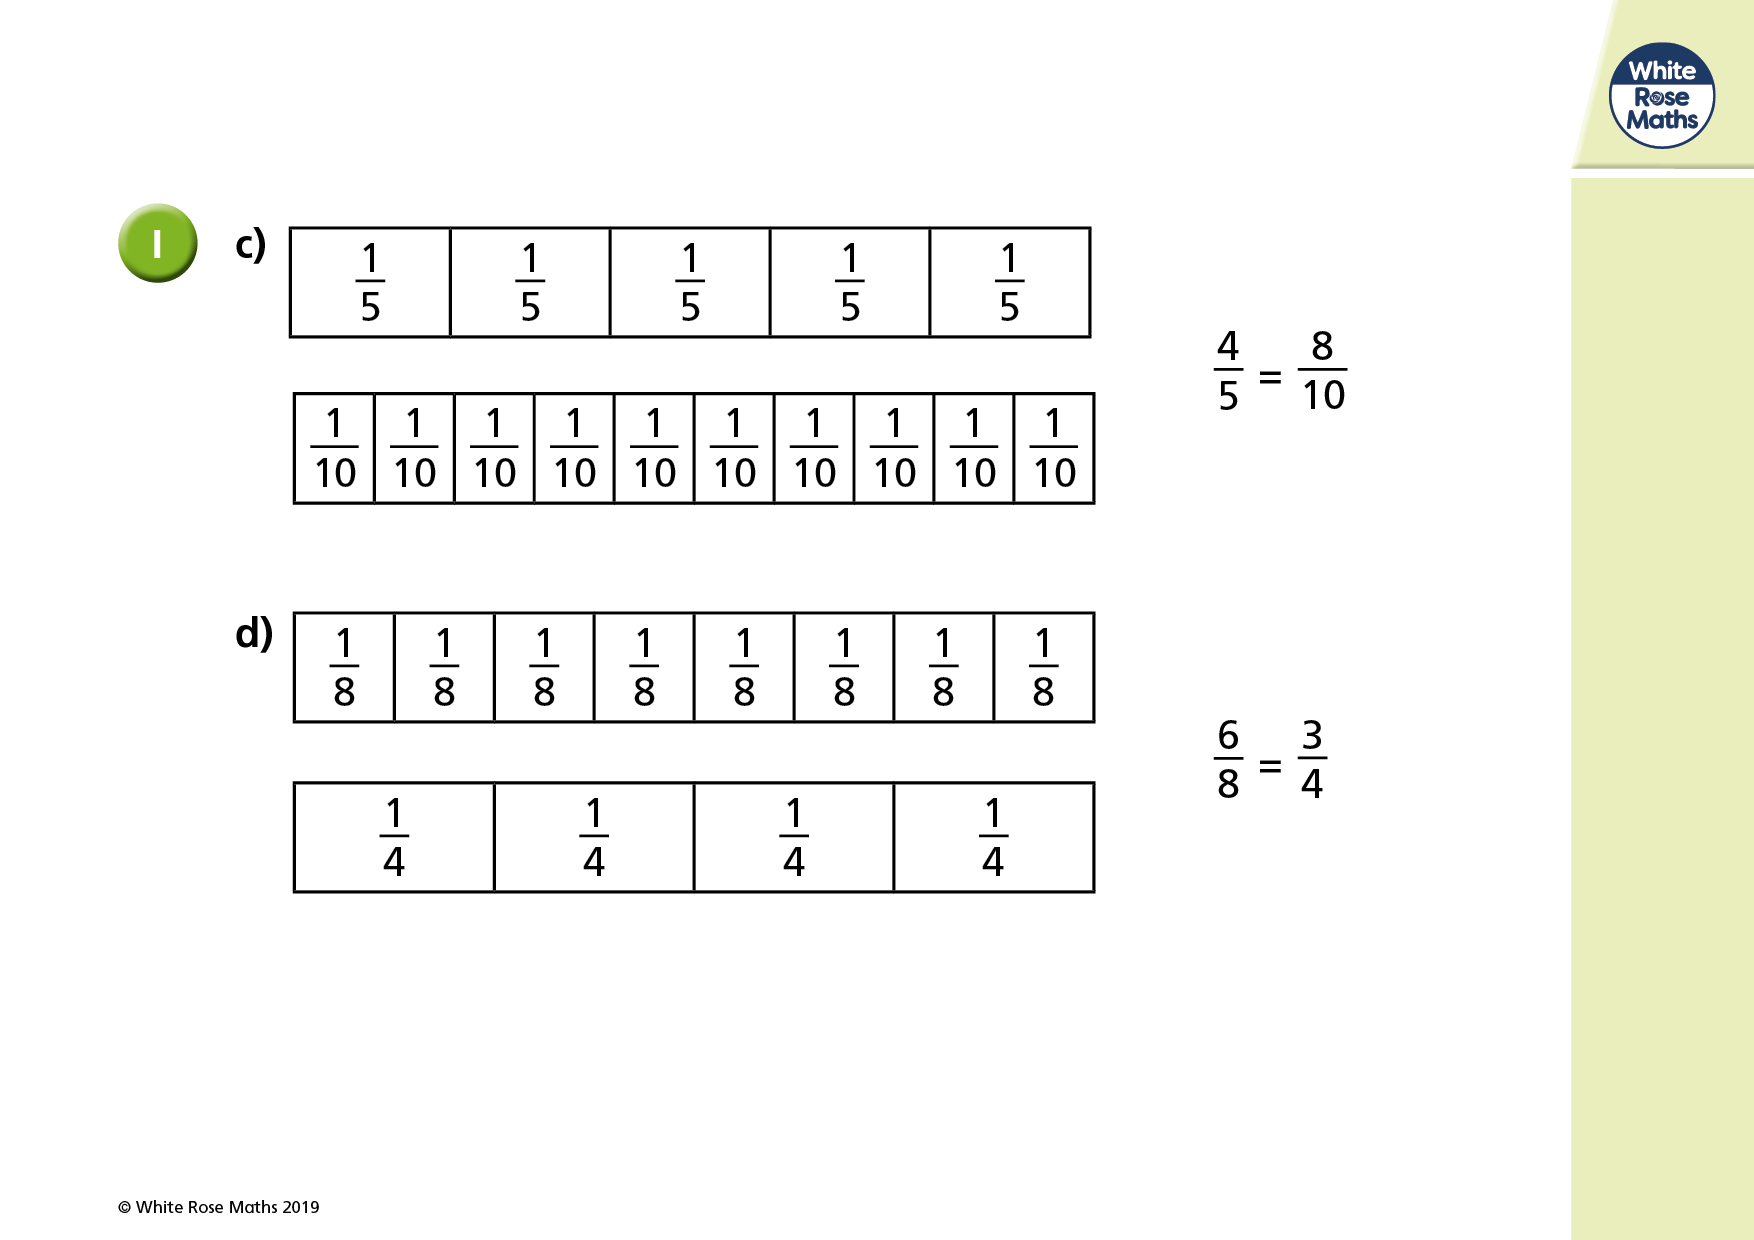 White
Rose
Maths
1 c) 1/5 1/5 1/5 1/5 1/5
4/5 = 8/10
1/10 1/10 1/10 1/10 1/10 1/10 1/10 1/10 1/10 1/10
d) 1/8 1/8 1/8 1/8 1/8 1/8 1/8 1/8
6/8 = 3/4
1/4 1/4 1/4 1/4
© White Rose Maths 2019